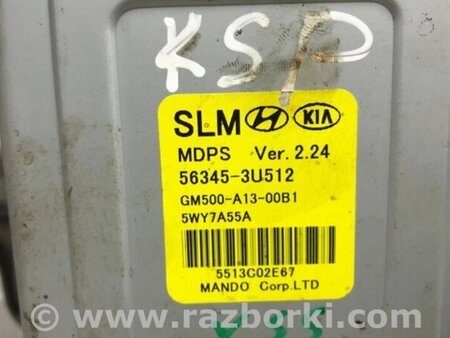 KSP
SLM HYUNDAI KIA
MDPS Ver. 2.24
56345-3U512
GM500-A13-00B1
5WY7A55A
5513C02E67
MANDO Corp.LTD
www.razborki.com